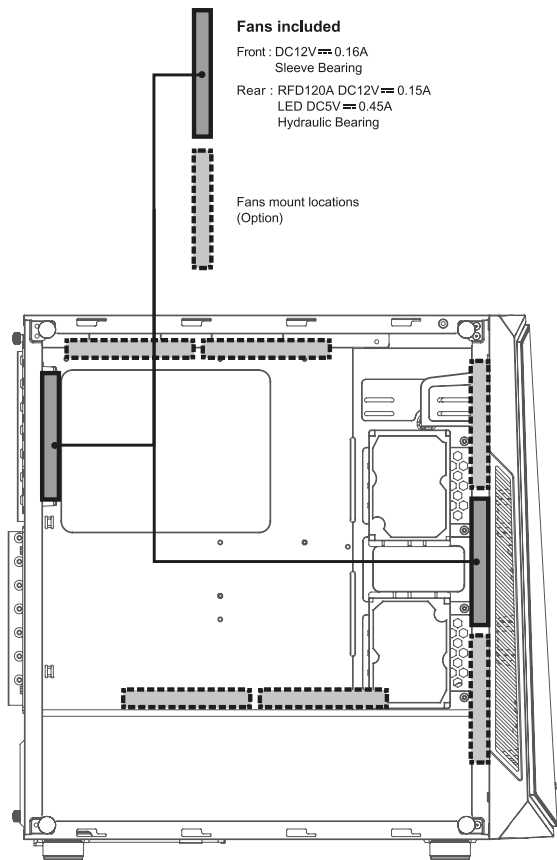 Fans included
Front : DC12V⎓0.16A
Sleeve Bearing
Rear : RFD120A DC12V⎓0.15A
LED DC5V⎓0.45A
Hydraulic Bearing
Fans mount locations
(Option)